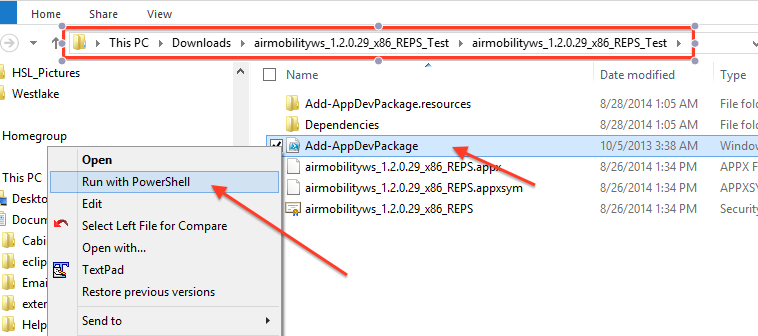 File
Home
Share
View
This PC
Downloads
airmobilityws_1.2.0.29_x86_REPS_Test
airmobilityws_1.2.0.29_x86_REPS_Test
HSL_Pictures
Westlake
Homegroup
This PC
Deskto
Docum
Cabi
eclip
Email
exter
Help
Name
Date modified
Type
Add-AppDevPackage.resources
8/28/2014 1:05 AM
File fold
Dependencies
8/28/2014 1:05 AM
File fold
Add-AppDevPackage
10/5/2013 3:38 AM
Windo
airmobilityws_1.2.0.29_x86_REPS.appx
8/26/2014 1:34 PM
APPX F
airmobilityws_1.2.0.29_x86_REPS.appxsym
8/26/2014 1:34 PM
APPXSY
airmobilityws_1.2.0.29_x86_REPS
8/26/2014 1:34 PM
Security
Open
Run with PowerShell
Edit
Select Left File for Compare
Open with...
TextPad
Restore previous versions
Send to